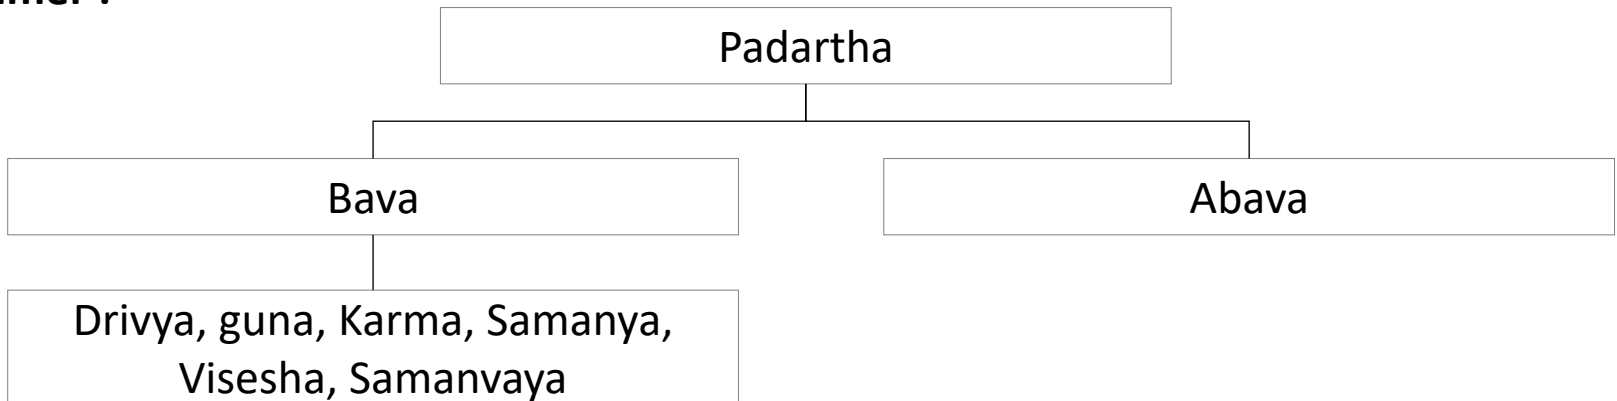 Padartha
Bava
Abava
Drivya, guna, Karma, Samanya,
Visesha, Samanvaya